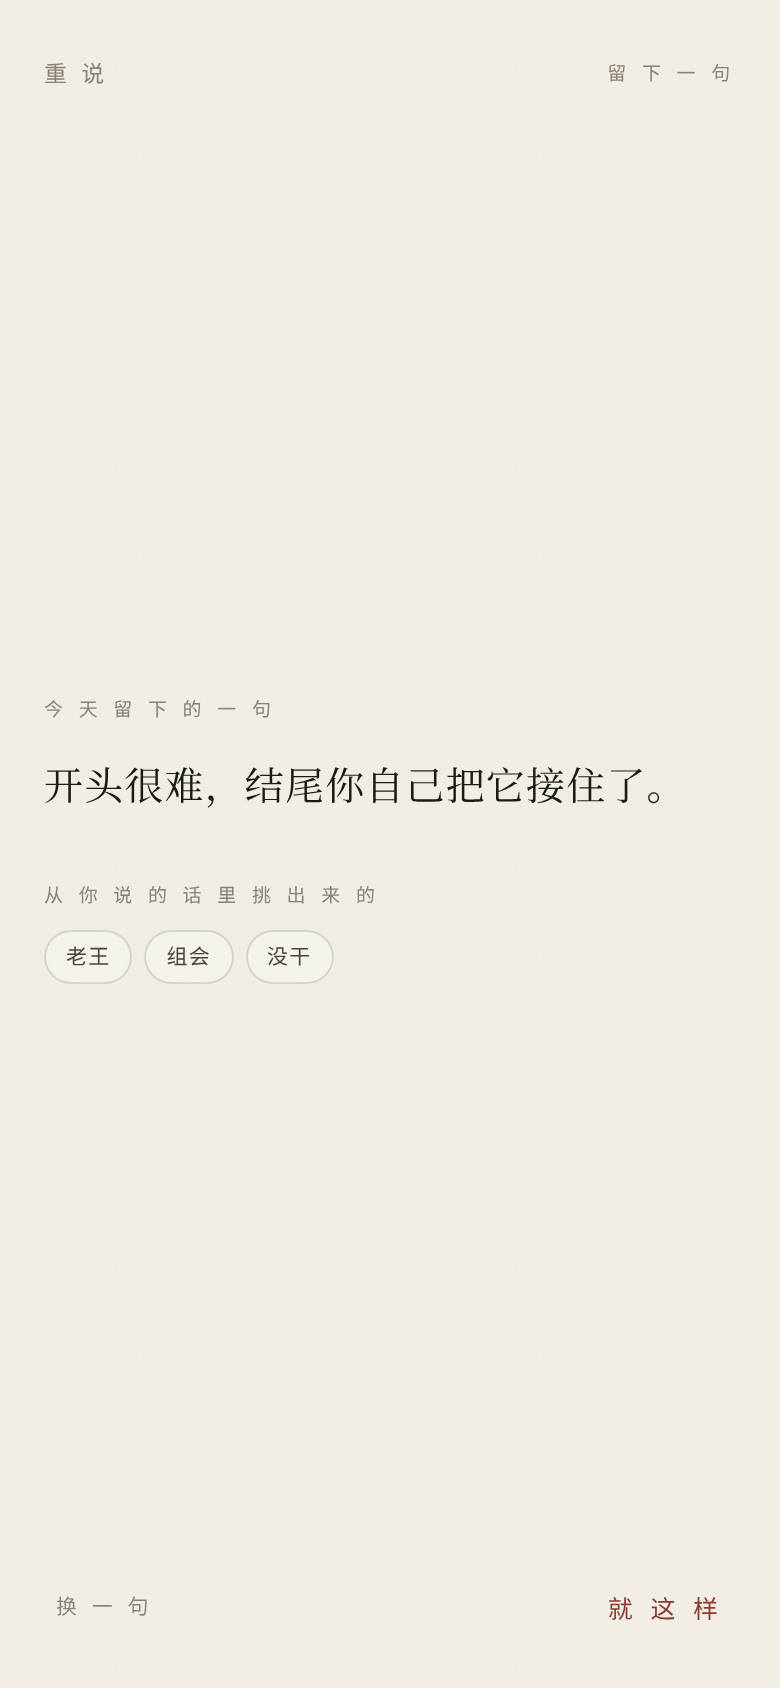 重说
留下一句
今天留下的一句
开头很难，结尾你自己把它接住了。
从你说的话里挑出来的
老王
组会
没干
换一句
就这样